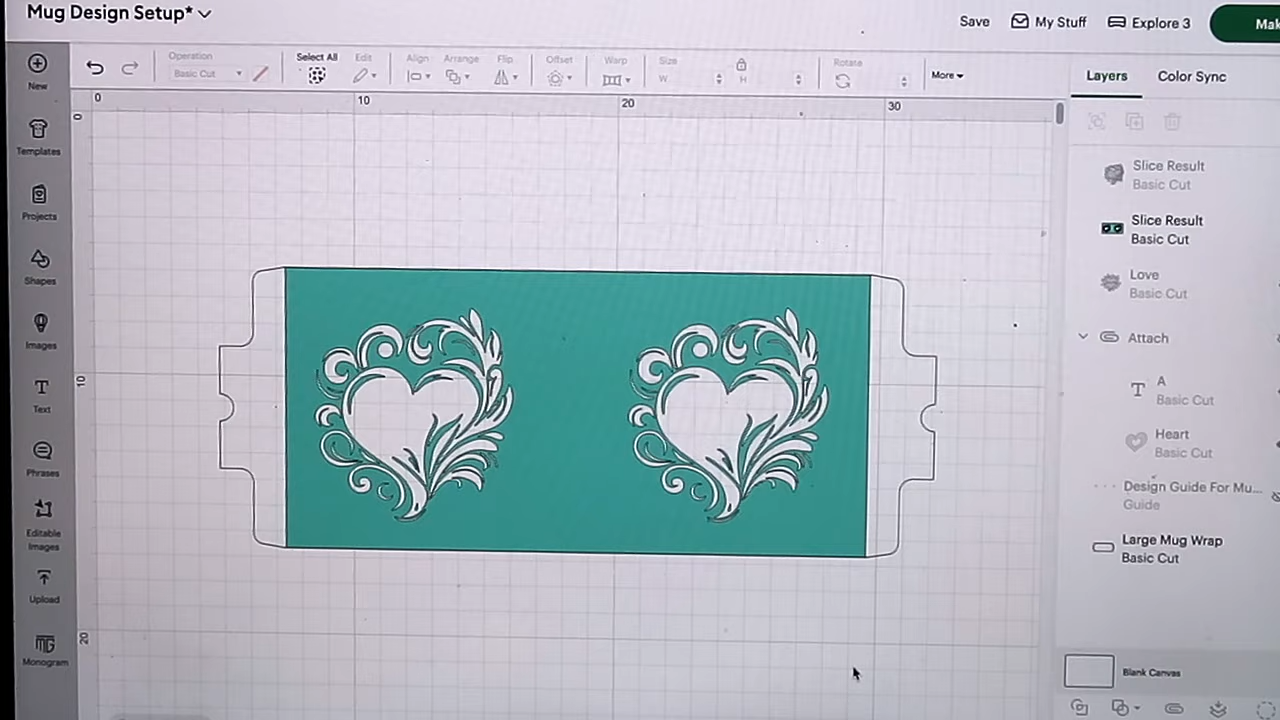 Mug Design Setup*
Save
My Stuff
Explore 3
Mak
New
Templates
Projects
Shapes
Images
Text
Phrases
Editable
Images
Upload
Monogram
Operation
Basic Cut
Select All
Edit
Align
Arrange
Flip
Offset
Warp
Size
W
H
Rotate
More
0
10
20
30
0
10
20
Layers
Color Sync
Slice Result
Basic Cut
Slice Result
Basic Cut
Love
Basic Cut
Attach
A
Basic Cut
Heart
Basic Cut
Design Guide For Mu...
Guide
Large Mug Wrap
Basic Cut
Blank Canvas